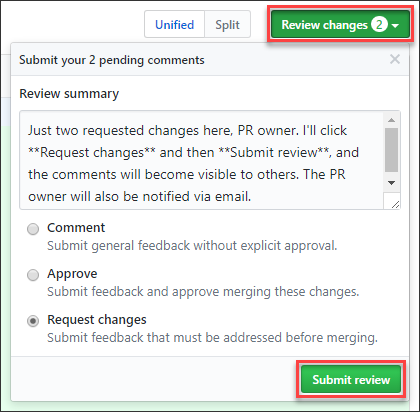 Unified Split Review changes 2
Submit your 2 pending comments
Review summary
Just two requested changes here, PR owner. I'll click
**Request changes** and then **Submit review**, and
the comments will become visible to others. The PR
owner will also be notified via email.
Comment
Submit general feedback without explicit approval.
Approve
Submit feedback and approve merging these changes.
Request changes
Submit feedback that must be addressed before merging.
Submit review